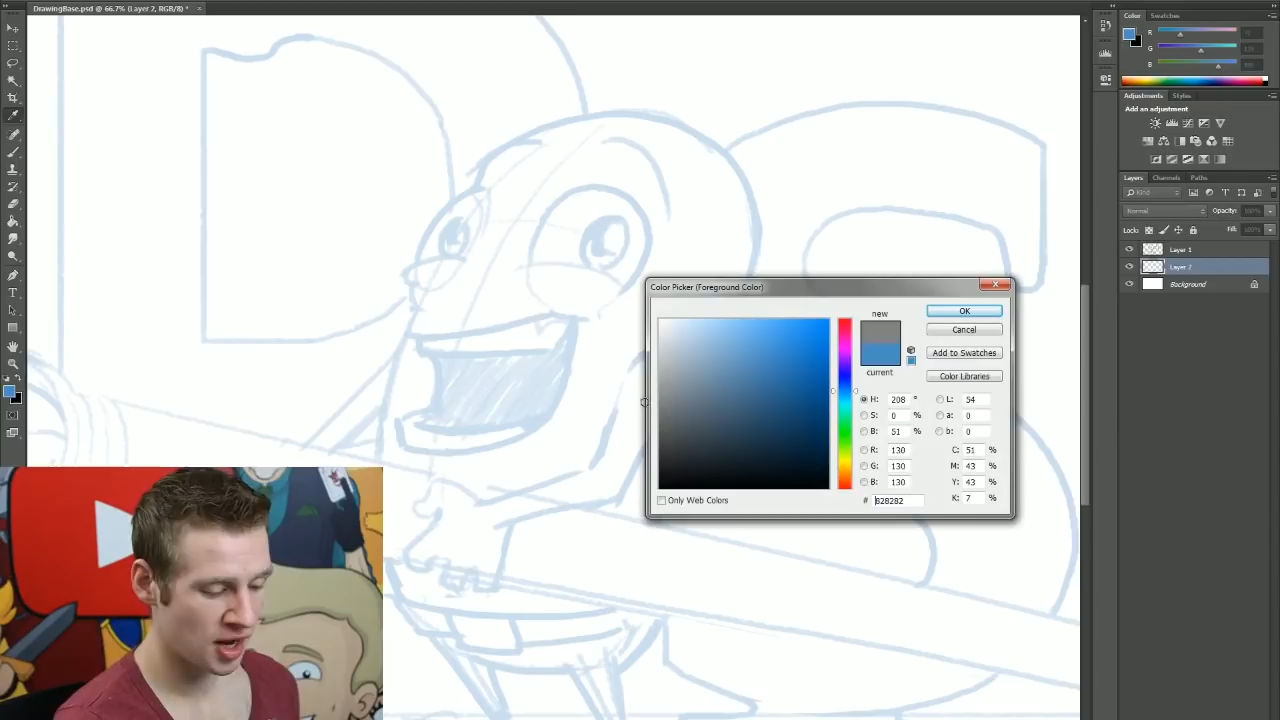 DrawingBase.psd @ 66.7% (Layer 2, RGB/8) *
Color Swatches
R
G
B
Adjustments Styles
Add an adjustment
Layers Channels Paths
Kind
Normal Opacity: 100%
Lock: Fill: 100%
Layer 1
Layer 2
Background
Color Picker (Foreground Color)
new
current
OK
Cancel
Add to Swatches
Color Libraries
H: 208 °
S: 0 %
B: 51 %
R: 130
G: 130
B: 130
# 828282
L: 54
a: 0
b: 0
C: 51 %
M: 43 %
Y: 43 %
K: 7 %
Only Web Colors